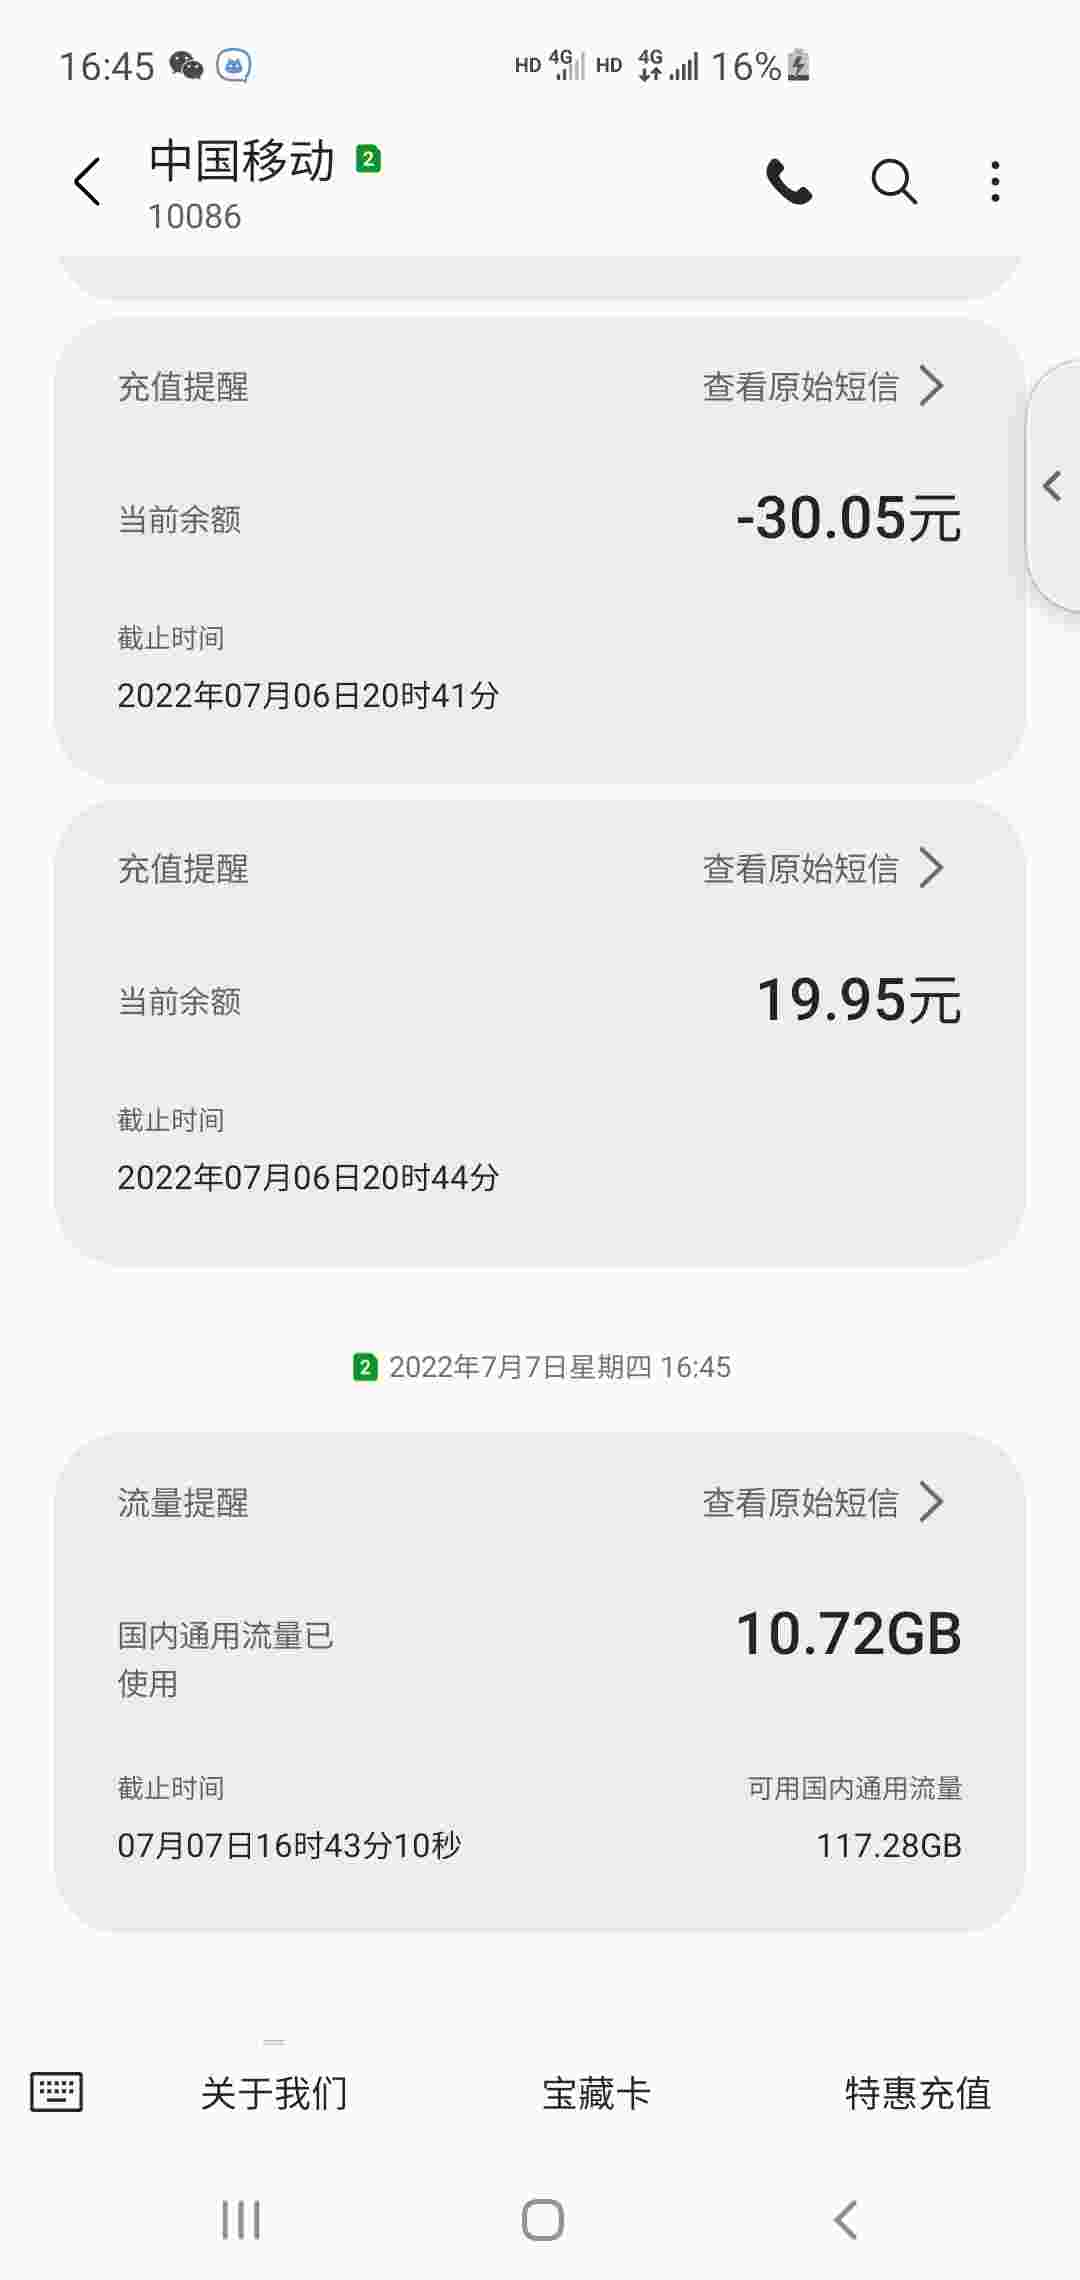 16:45 HD 4G HD 4G 16%
中国移动 2
10086
充值提醒 查看原始短信
当前余额 -30.05元
截止时间
2022年07月06日20时41分
充值提醒 查看原始短信
当前余额 19.95元
截止时间
2022年07月06日20时44分
2 2022年7月7日星期四 16:45
流量提醒 查看原始短信
国内通用流量已 10.72GB
使用
截止时间 可用国内通用流量
07月07日16时43分10秒 117.28GB
关于我们 宝藏卡 特惠充值